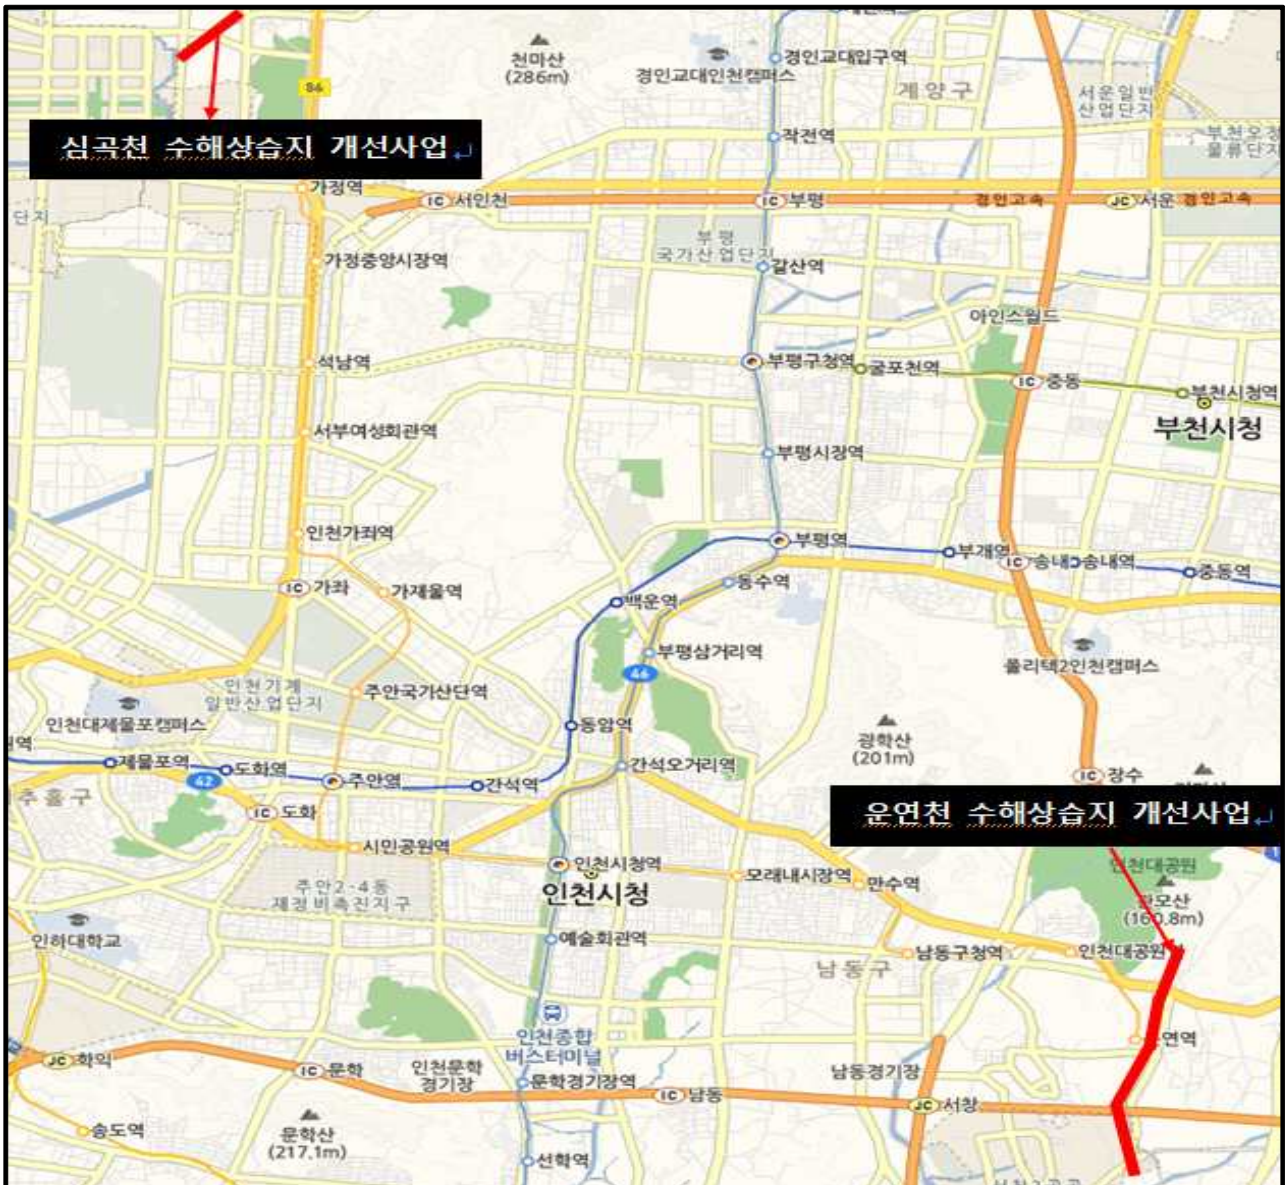 천마산
(286m)
경인교대인천캠퍼스
경인교대입구역
계양구
서운일반
산업단지
86
작전역
부천오정
물류단지
심곡천 수해상습지 개선사업
가정역
IC 서인천
IC 부평
경인고속
JC 서운
경인고속
단지
가정중앙시장역
부평
국가산업단지
갈산역
아인스월드
석남역
부평구청역
굴포천역
IC 중동
부천시청역
부천시청
서부여성회관역
부평시장역
인천가좌역
부평역
부개역
IC 송내
송내역
중동역
IC 가좌
가재울역
동수역
백운역
부평삼거리역
폴리텍2인천캠퍼스
46
인천기계
일반산업단지
주안국가산단역
인천대제물포캠퍼스
동암역
광학산
(201m)
제물포역
도화역
42
주안역
간석역
간석오거리역
IC 장수
추홀구
IC 도화
운연천 수해상습지 개선사업
시민공원역
인천시청역
인천시청
모래내시장역
만수역
인천대공원
(160.8m)
주안2-4동
재정비촉진지구
인하대학교
예술회관역
남동구
남동구청역
인천대공원
인천종합
버스터미널
연역
JC 학익
IC 문학
인천문학
경기장
문학경기장역
IC 남동
남동경기장
JC 서창
송도역
문학산
(217.1m)
선학역